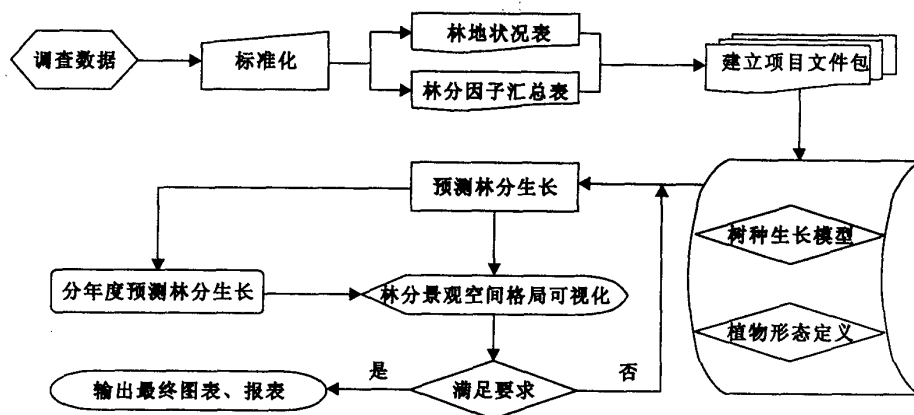 调查数据
标准化
林地状况表
林分因子汇总表
建立项目文件包
预测林分生长
树种生长模型
分年度预测林分生长
林分景观空间格局可视化
植物形态定义
是
否
输出最终图表、报表
满足要求